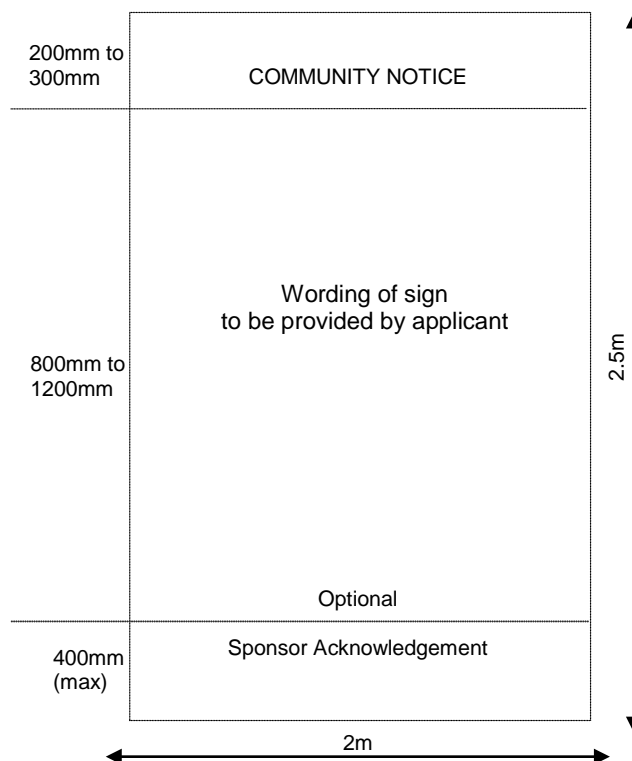 200mm to
300mm
COMMUNITY NOTICE
Wording of sign
to be provided by applicant
800mm to
1200mm
2.5m
Optional
Sponsor Acknowledgement
400mm
(max)
2m